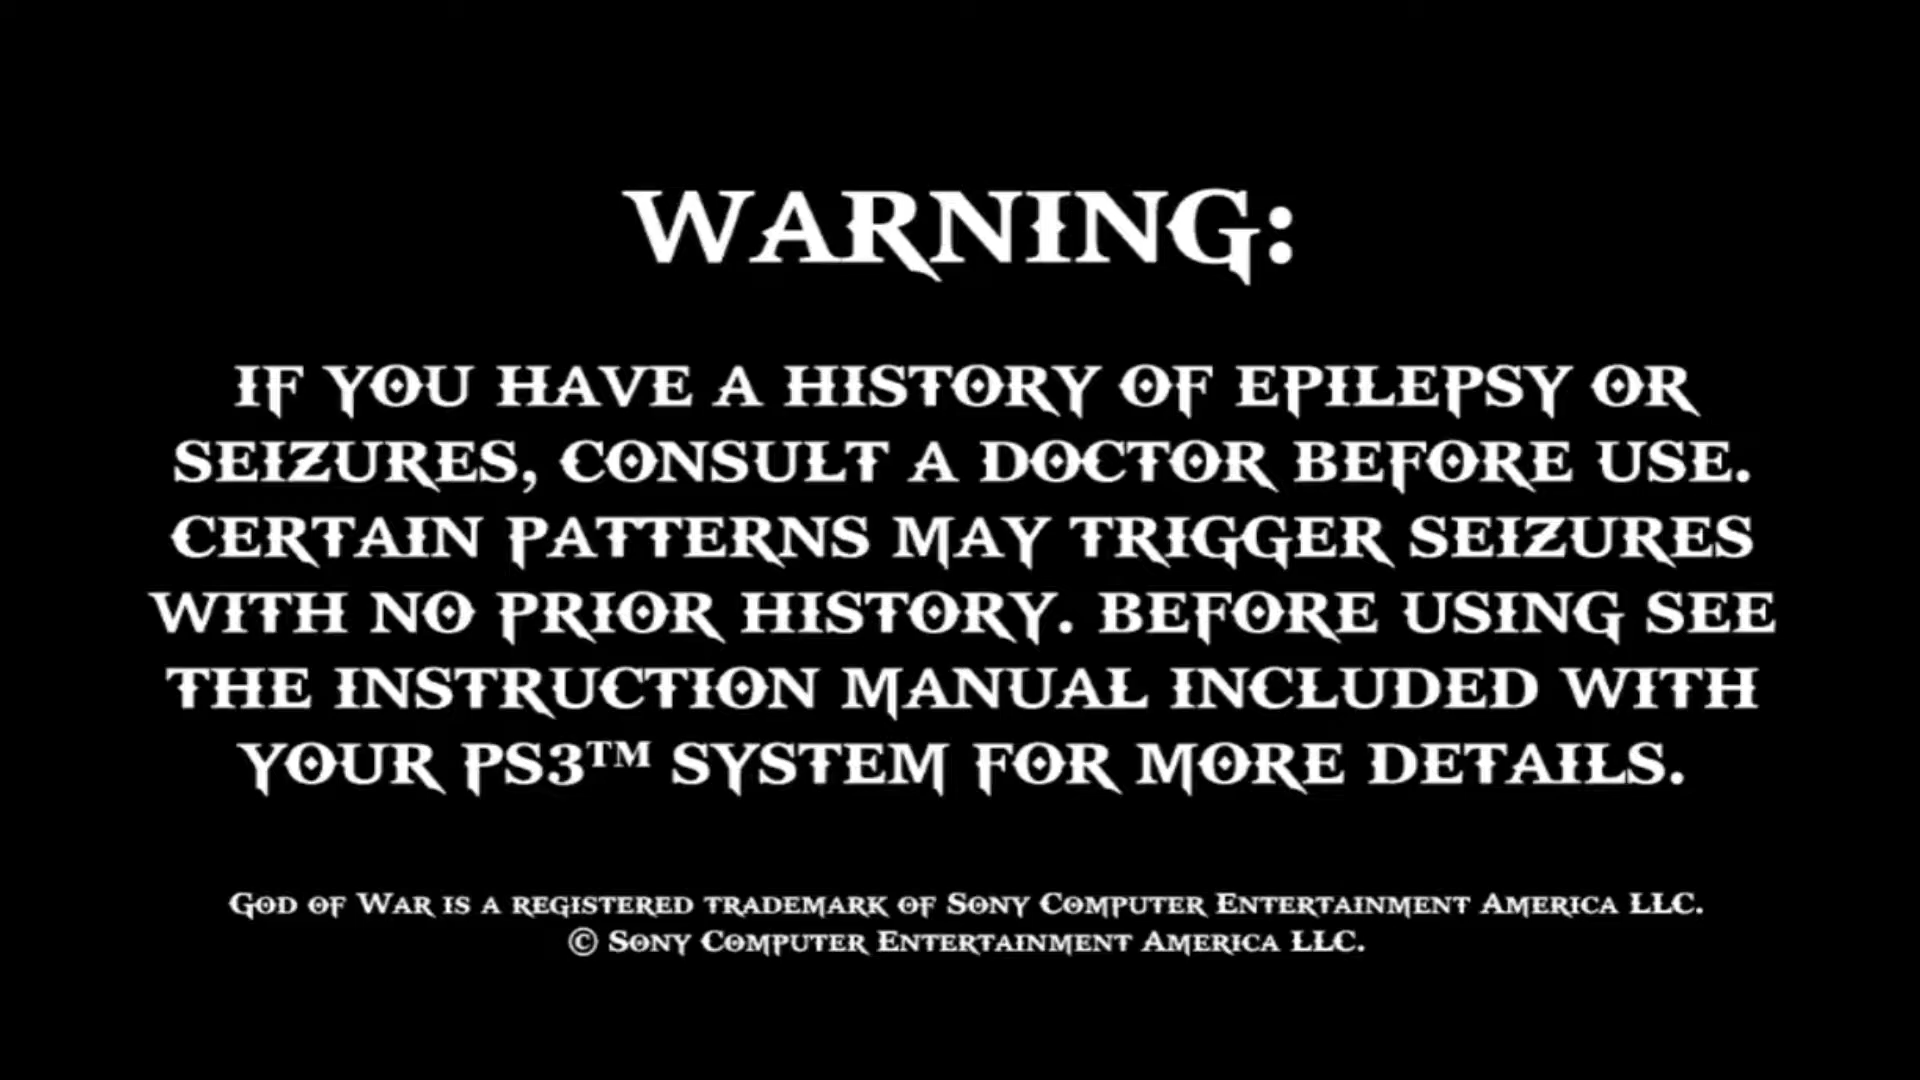 WARNING:
IF YOU HAVE A HISTORY OF EPILEPSY OR
SEIZURES, CONSULT A DOCTOR BEFORE USE.
CERTAIN PATTERNS MAY TRIGGER SEIZURES
WITH NO PRIOR HISTORY. BEFORE USING SEE
THE INSTRUCTION MANUAL INCLUDED WITH
YOUR PS3™ SYSTEM FOR MORE DETAILS.
God of War is a registered trademark of Sony Computer Entertainment America LLC.
© Sony Computer Entertainment America LLC.